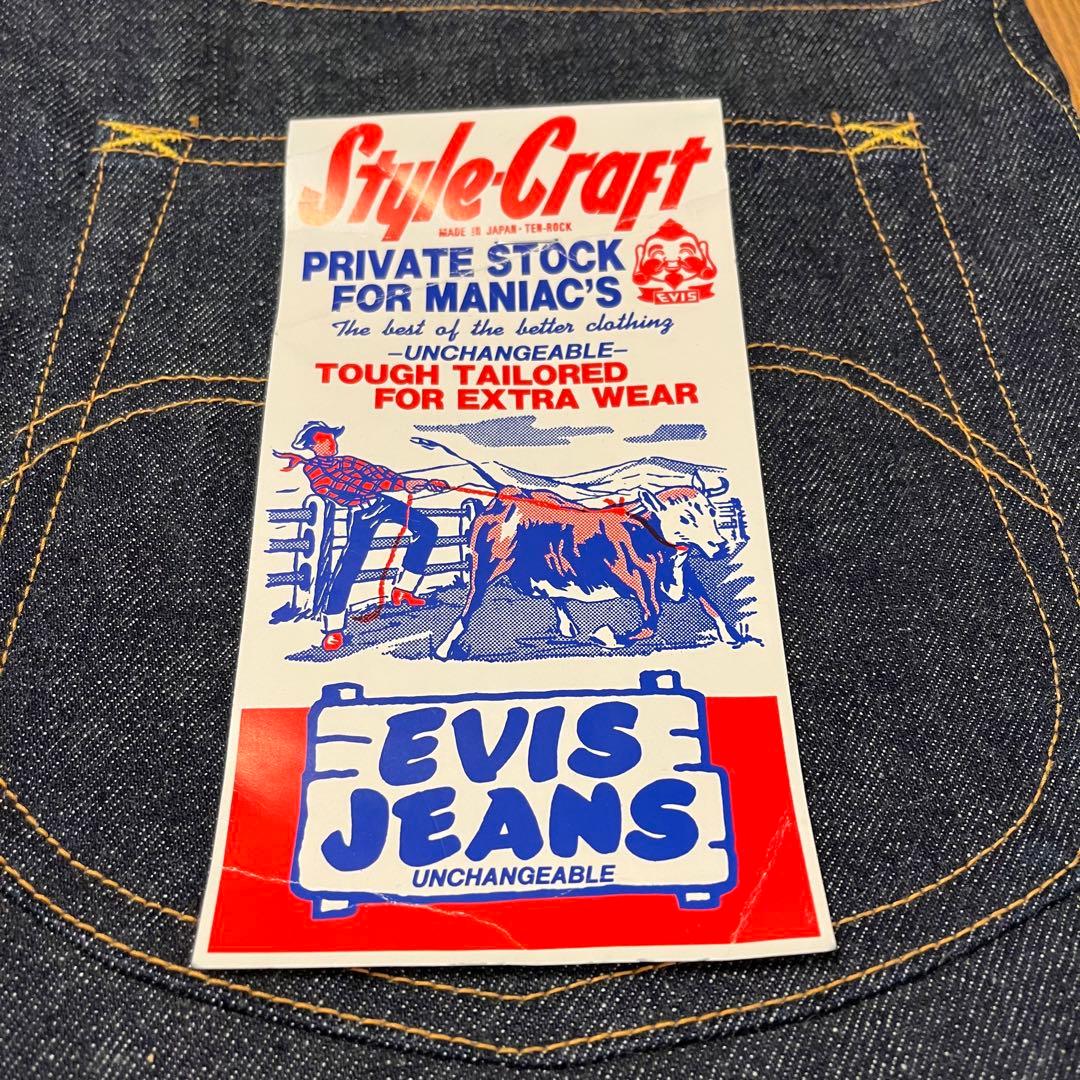 Style-Craft
MADE IN JAPAN・TEN-ROCK
PRIVATE STOCK
FOR MANIAC'S
EVIS
The best of the better clothing
–UNCHANGEABLE–
TOUGH TAILORED
FOR EXTRA WEAR
EVIS
JEANS
UNCHANGEABLE